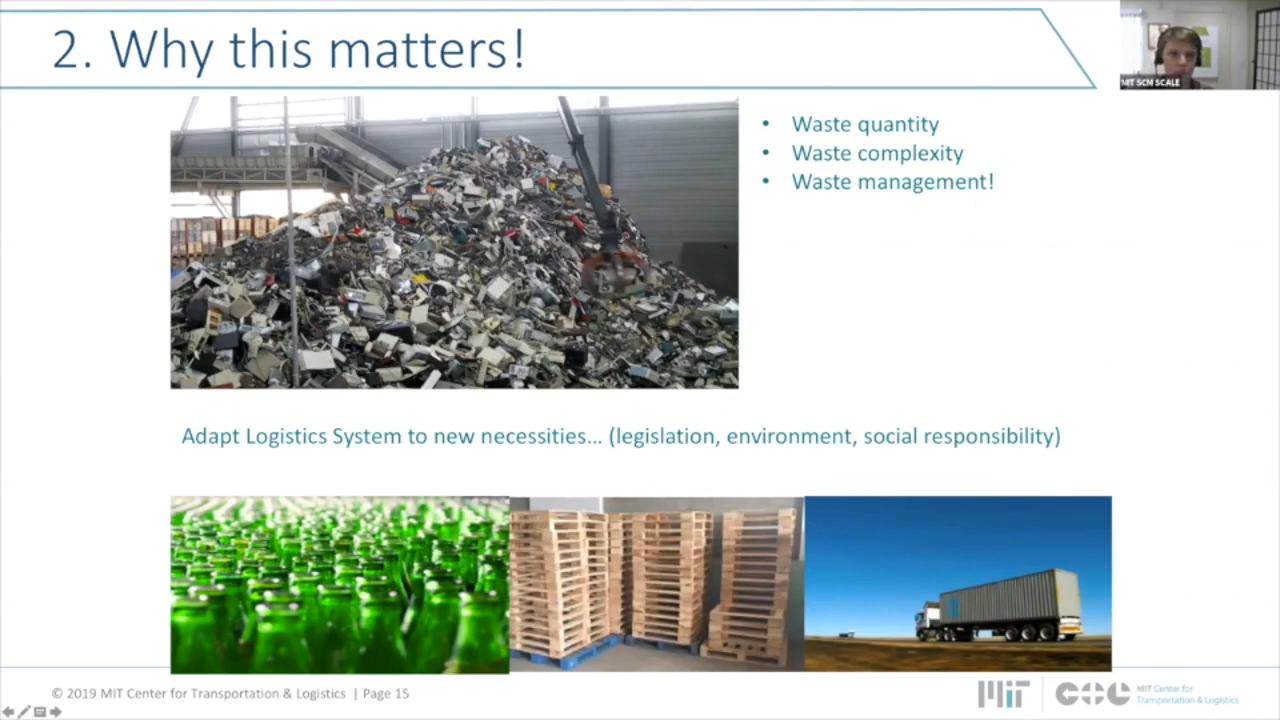 2. Why this matters!
MIT SCM SCALE
• Waste quantity
• Waste complexity
• Waste management!
Adapt Logistics System to new necessities... (legislation, environment, social responsibility)
© 2019 MIT Center for Transportation & Logistics | Page 15
MIT
CTL
MIT Center for
Transportation & Logistics